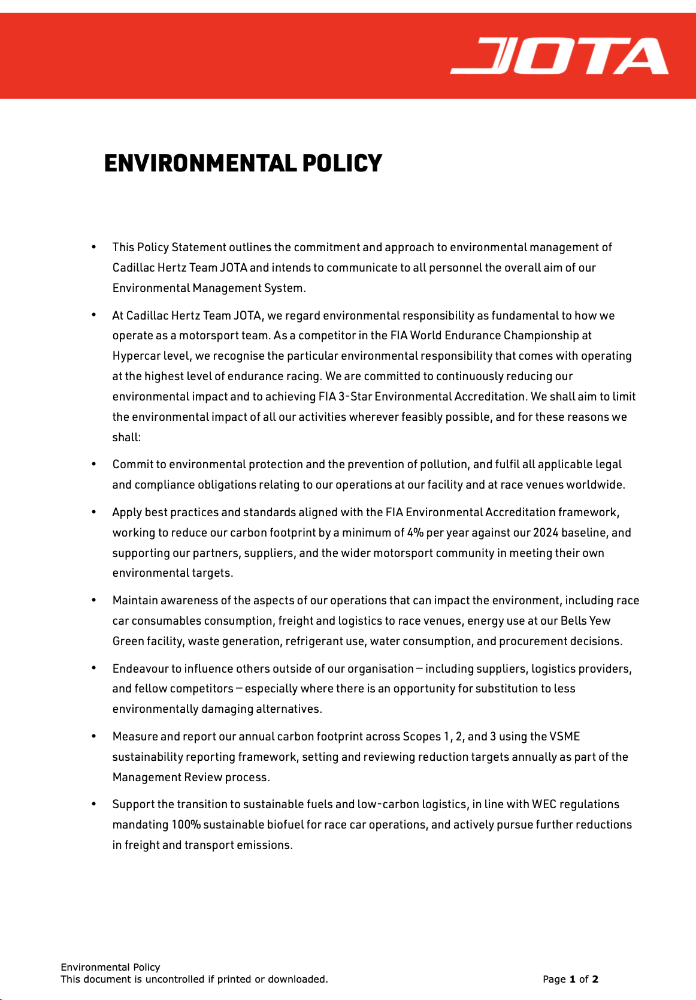 JOTA
ENVIRONMENTAL POLICY
• This Policy Statement outlines the commitment and approach to environmental management of
Cadillac Hertz Team JOTA and intends to communicate to all personnel the overall aim of our
Environmental Management System.
• At Cadillac Hertz Team JOTA, we regard environmental responsibility as fundamental to how we
operate as a motorsport team. As a competitor in the FIA World Endurance Championship at
Hypercar level, we recognise the particular environmental responsibility that comes with operating
at the highest level of endurance racing. We are committed to continuously reducing our
environmental impact and to achieving FIA 3-Star Environmental Accreditation. We shall aim to limit
the environmental impact of all our activities wherever feasibly possible, and for these reasons we
shall:
• Commit to environmental protection and the prevention of pollution, and fulfil all applicable legal
and compliance obligations relating to our operations at our facility and at race venues worldwide.
• Apply best practices and standards aligned with the FIA Environmental Accreditation framework,
working to reduce our carbon footprint by a minimum of 4% per year against our 2024 baseline, and
supporting our partners, suppliers, and the wider motorsport community in meeting their own
environmental targets.
• Maintain awareness of the aspects of our operations that can impact the environment, including race
car consumables consumption, freight and logistics to race venues, energy use at our Bells Yew
Green facility, waste generation, refrigerant use, water consumption, and procurement decisions.
• Endeavour to influence others outside of our organisation – including suppliers, logistics providers,
and fellow competitors – especially where there is an opportunity for substitution to less
environmentally damaging alternatives.
• Measure and report our annual carbon footprint across Scopes 1, 2, and 3 using the VSME
sustainability reporting framework, setting and reviewing reduction targets annually as part of the
Management Review process.
• Support the transition to sustainable fuels and low-carbon logistics, in line with WEC regulations
mandating 100% sustainable biofuel for race car operations, and actively pursue further reductions
in freight and transport emissions.
Environmental Policy
This document is uncontrolled if printed or downloaded. Page 1 of 2